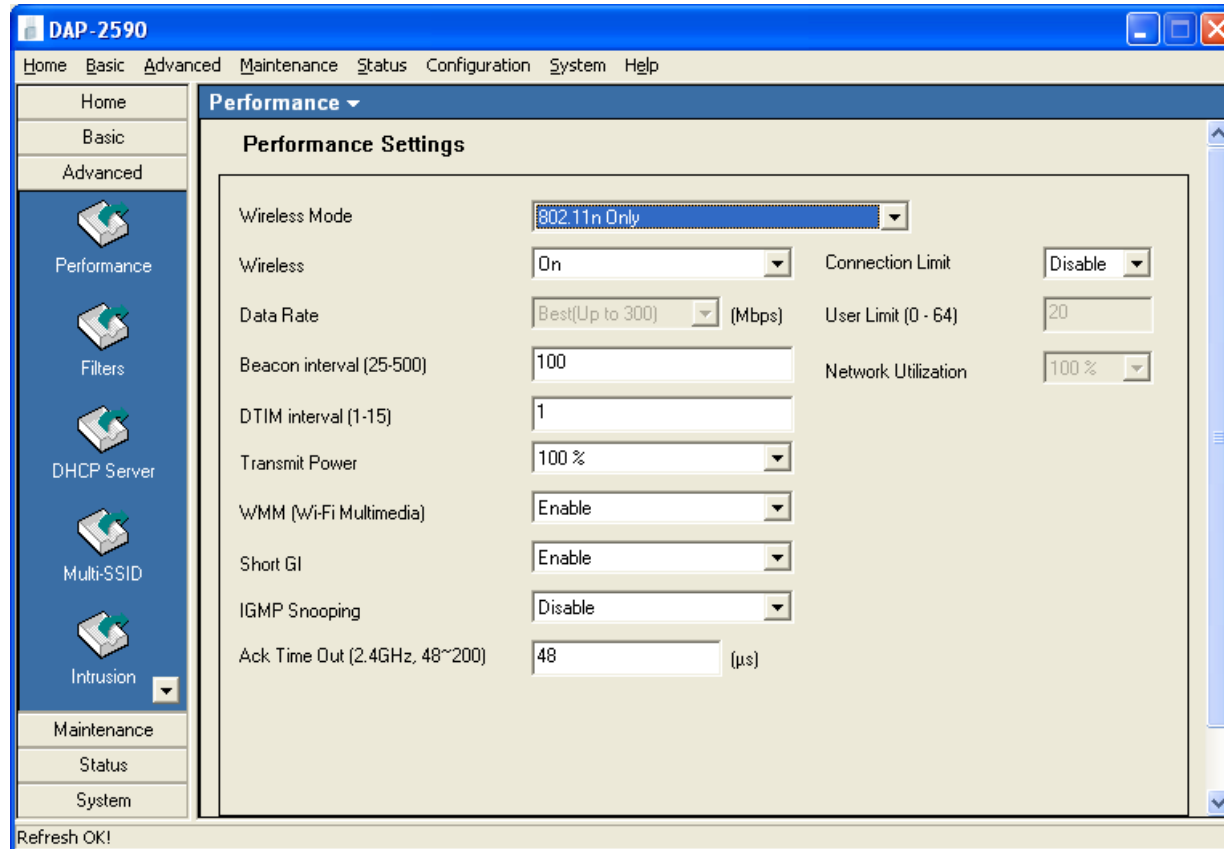 DAP-2590
Home Basic Advanced Maintenance Status Configuration System Help
Home
Basic
Advanced
Performance
Filters
DHCP Server
Multi-SSID
Intrusion
Maintenance
Status
System
Performance
Performance Settings
Wireless Mode 802.11n Only
Wireless On Connection Limit Disable
Data Rate Best(Up to 300) (Mbps) User Limit (0 - 64) 20
Beacon interval (25-500) 100 Network Utilization 100 %
DTIM interval (1-15) 1
Transmit Power 100 %
WMM (Wi-Fi Multimedia) Enable
Short GI Enable
IGMP Snooping Disable
Ack Time Out (2.4GHz, 48~200) 48 (µs)
Refresh OK!